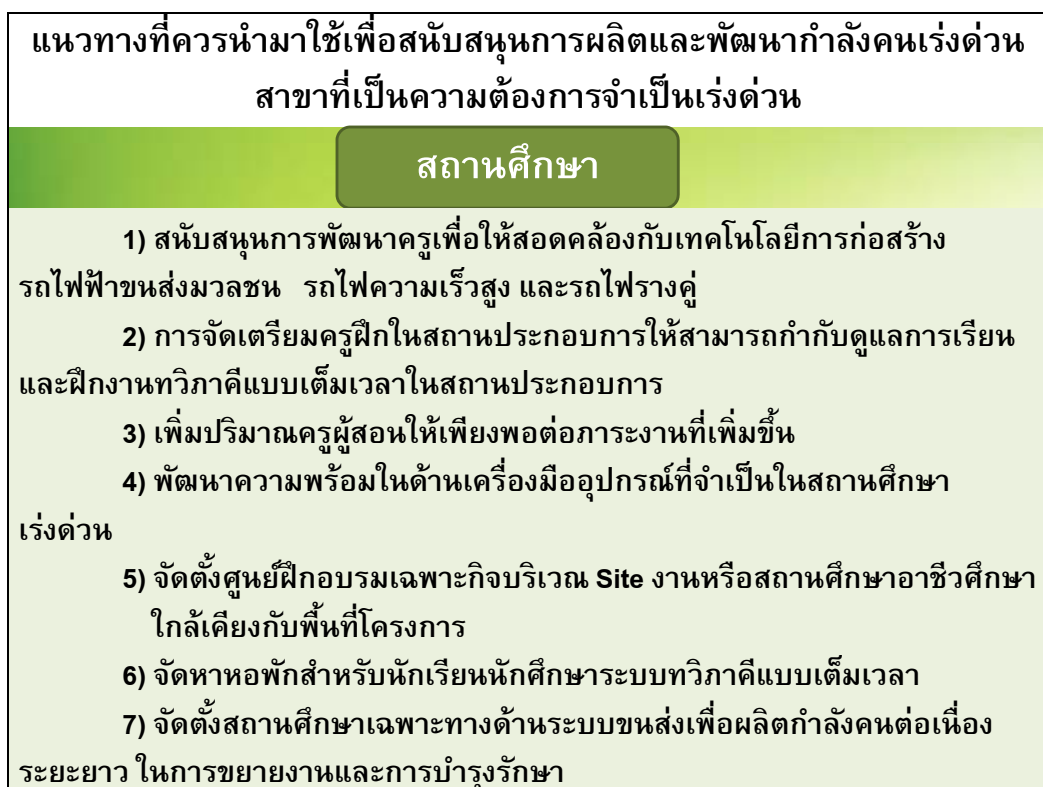 แนวทางที่ควรนำมาใช้เพื่อสนับสนุนการผลิตและพัฒนากำลังคนเร่งด่วน
สาขาที่เป็นความต้องการจำเป็นเร่งด่วน
สถานศึกษา
1) สนับสนุนการพัฒนาครูเพื่อให้สอดคล้องกับเทคโนโลยีการก่อสร้าง
รถไฟฟ้าขนส่งมวลชน รถไฟความเร็วสูง และรถไฟรางคู่
2) การจัดเตรียมครูฝึกในสถานประกอบการให้สามารถกำกับดูแลการเรียน
และฝึกงานทวิภาคีแบบเต็มเวลาในสถานประกอบการ
3) เพิ่มปริมาณครูผู้สอนให้เพียงพอต่อภาระงานที่เพิ่มขึ้น
4) พัฒนาความพร้อมในด้านเครื่องมืออุปกรณ์ที่จำเป็นในสถานศึกษา
เร่งด่วน
5) จัดตั้งศูนย์ฝึกอบรมเฉพาะกิจบริเวณ Site งานหรือสถานศึกษาอาชีวศึกษา
ใกล้เคียงกับพื้นที่โครงการ
6) จัดหาหอพักสำหรับนักเรียนนักศึกษาระบบทวิภาคีแบบเต็มเวลา
7) จัดตั้งสถานศึกษาเฉพาะทางด้านระบบขนส่งเพื่อผลิตกำลังคนต่อเนื่อง
ระยะยาว ในการขยายงานและการบำรุงรักษา